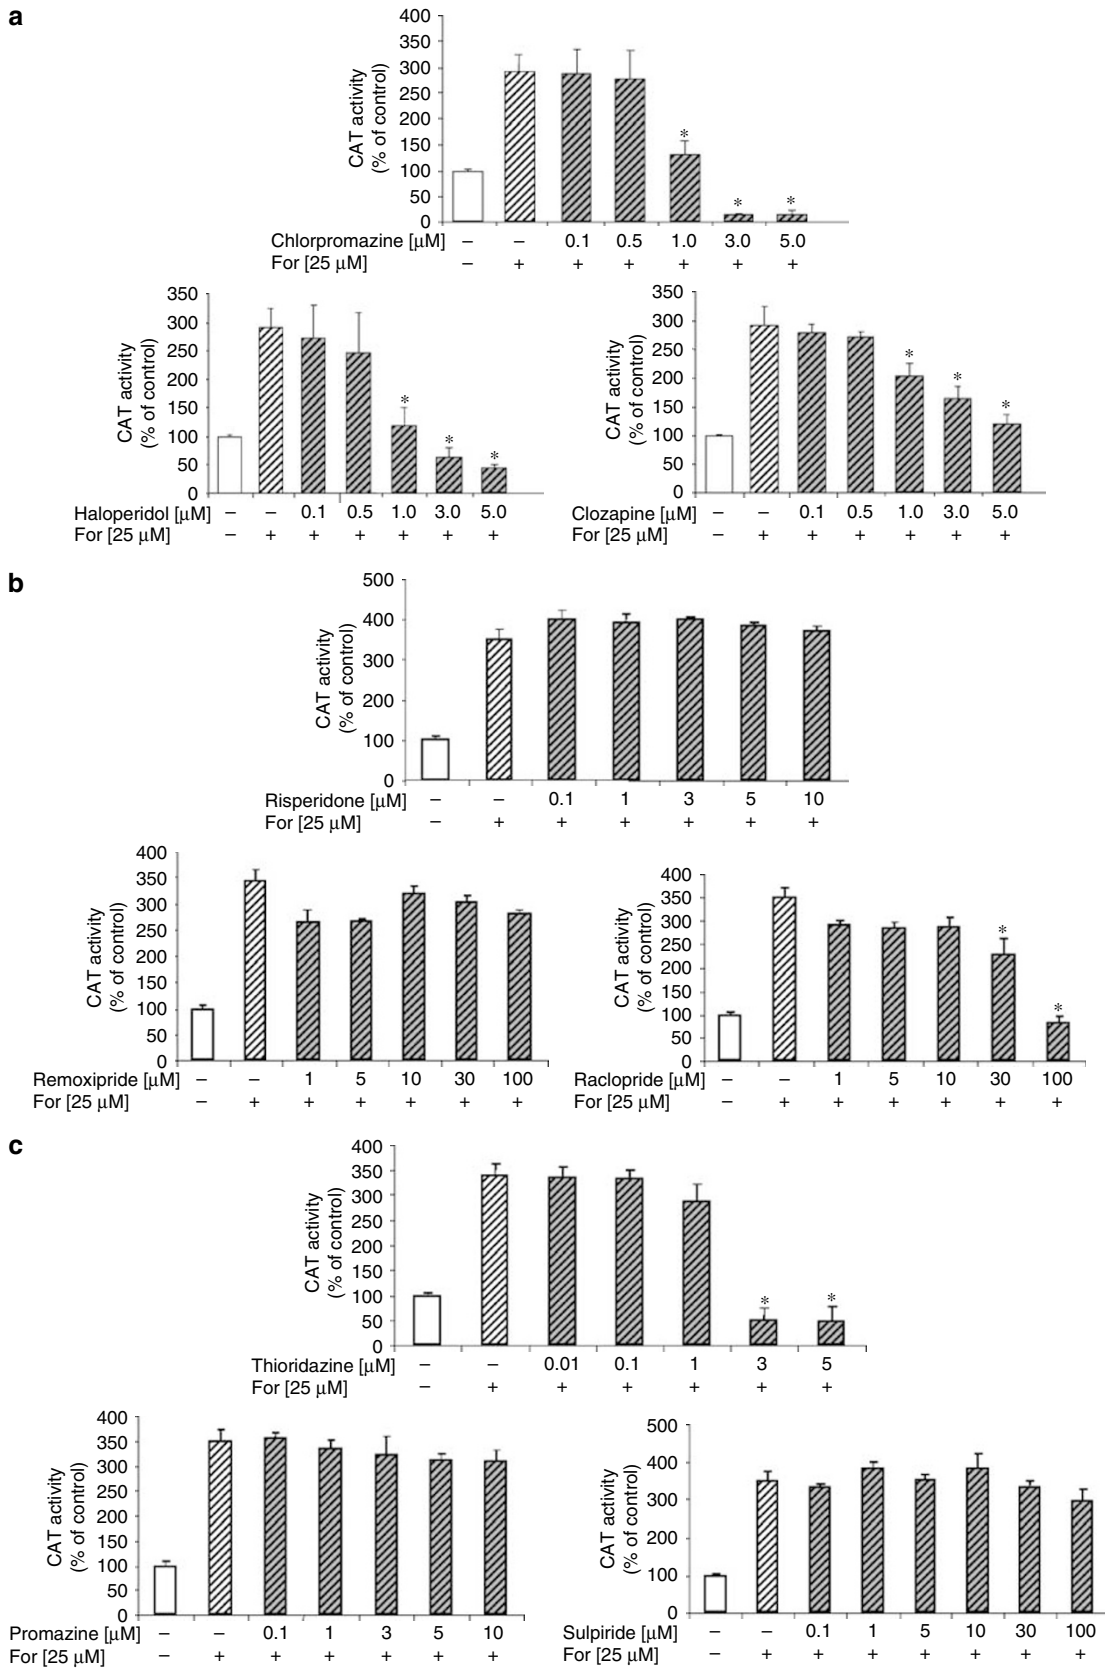 a
CAT activity
(% of control)
400
350
300
250
200
150
100
50
0
* * *
Chlorpromazine [µM] – – 0.1 0.5 1.0 3.0 5.0
For [25 µM] – + + + + + +
CAT activity
(% of control)
350
300
250
200
150
100
50
0
* * *
Haloperidol [µM] – – 0.1 0.5 1.0 3.0 5.0
For [25 µM] – + + + + + +
CAT activity
(% of control)
350
300
250
200
150
100
50
0
* * *
Clozapine [µM] – – 0.1 0.5 1.0 3.0 5.0
For [25 µM] – + + + + + +
b
CAT activity
(% of control)
500
400
300
200
100
0
Risperidone [µM] – – 0.1 1 3 5 10
For [25 µM] – + + + + + +
CAT activity
(% of control)
400
350
300
250
200
150
100
50
0
Remoxipride [µM] – – 1 5 10 30 100
For [25 µM] – + + + + + +
CAT activity
(% of control)
400
350
300
250
200
150
100
50
0
* *
Raclopride [µM] – – 1 5 10 30 100
For [25 µM] – + + + + + +
c
CAT activity
(% of control)
400
350
300
250
200
150
100
50
0
* *
Thioridazine [µM] – – 0.01 0.1 1 3 5
For [25 µM] – + + + + + +
CAT activity
(% of control)
400
350
300
250
200
150
100
50
0
Promazine [µM] – – 0.1 1 3 5 10
For [25 µM] – + + + + + +
CAT activity
(% of control)
500
400
300
200
100
0
Sulpiride [µM] – – 0.1 1 5 10 30 100
For [25 µM] – + + + + + + +